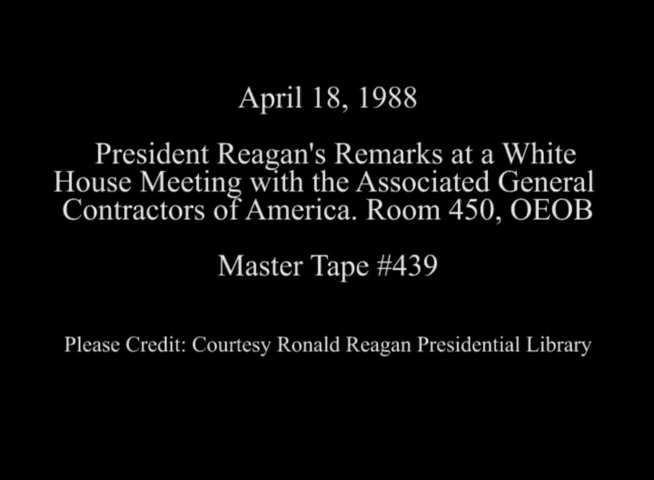 April 18, 1988
President Reagan's Remarks at a White
House Meeting with the Associated General
Contractors of America. Room 450, OEOB
Master Tape #439
Please Credit: Courtesy Ronald Reagan Presidential Library